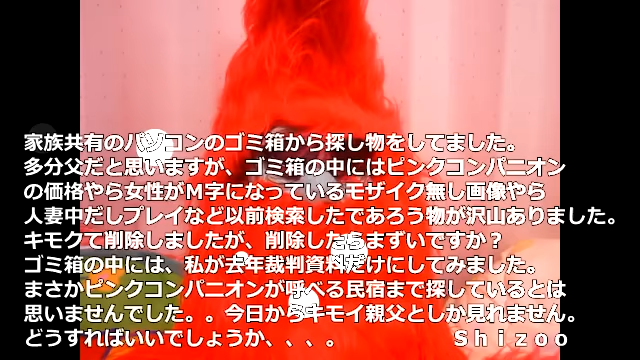 家族共有のパソコンのゴミ箱から探し物をしてました。
多分父だと思いますが、ゴミ箱の中にはピンクコンパニオン
の価格やら女性がM字になっているモザイク無し画像やら
人妻中だしプレイなど以前検索したであろう物が沢山ありました。
キモくて削除しましたが、削除したらまずいですか？
ゴミ箱の中には、私が去年裁判資料だけにしてみました。
まさかピンクコンパニオンが呼べる民宿まで探しているとは
思いませんでした。。今日からキモイ親父としか見れません。
どうすればいいでしょうか、、、、。　　　　　Ｓｈｉｚｏｏ